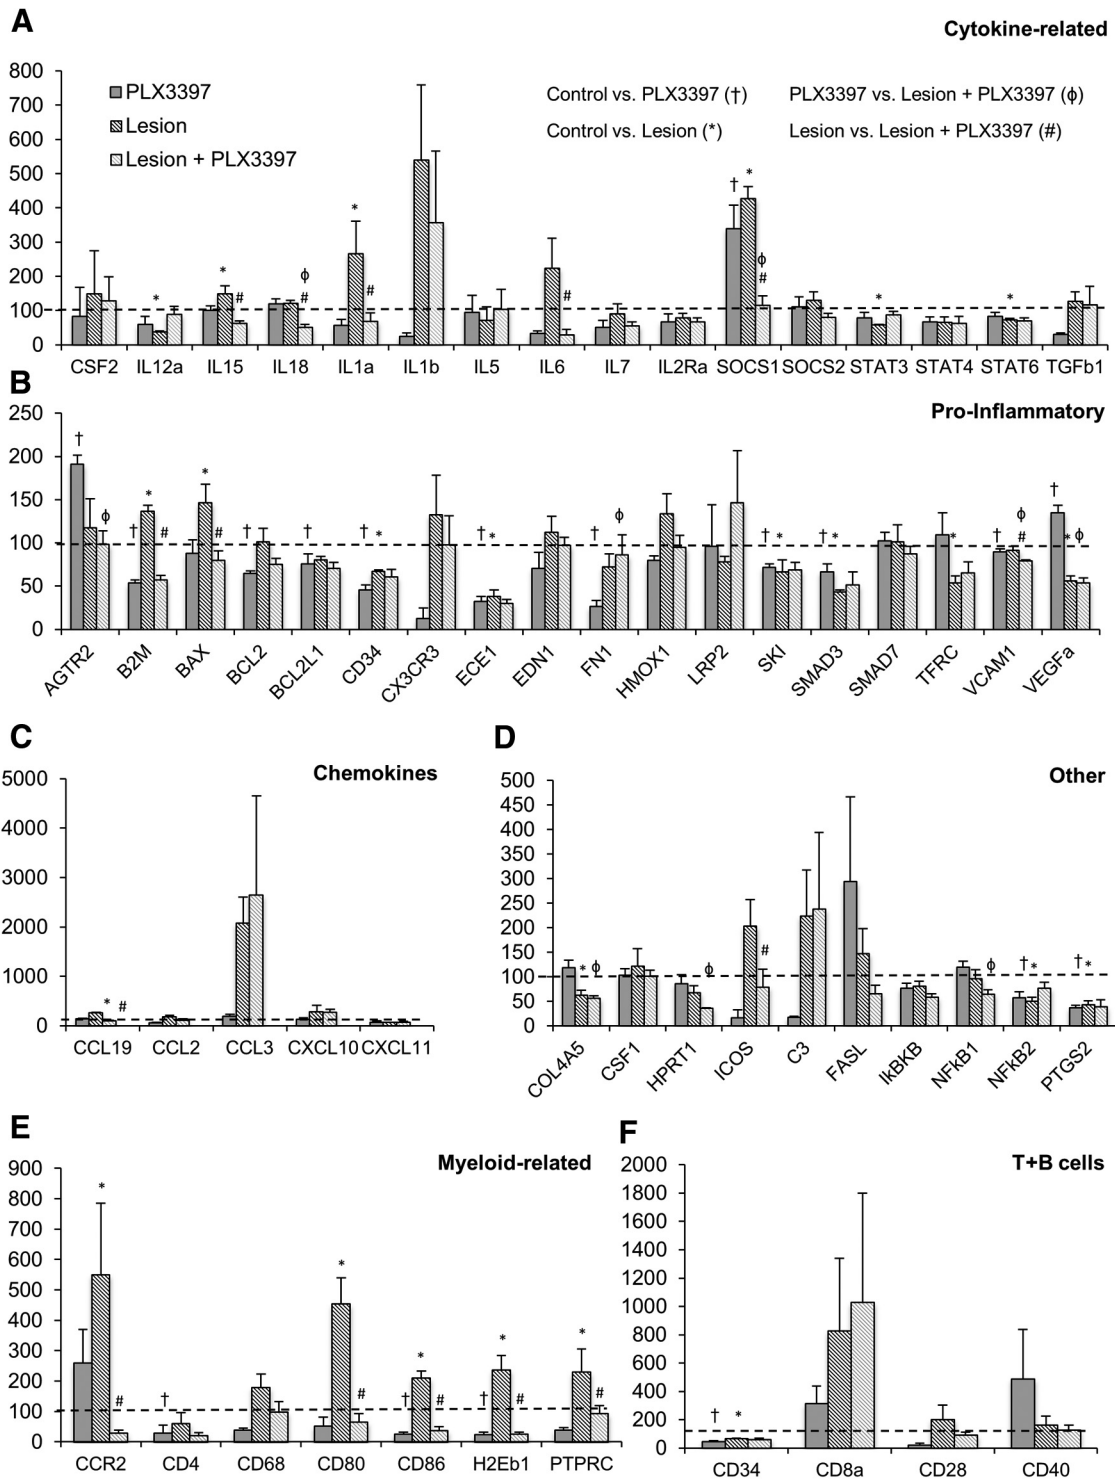 A
Cytokine-related
800
700
600
500
400
300
200
100
0
PLX3397
Lesion
Lesion + PLX3397
Control vs. PLX3397 (†)
PLX3397 vs. Lesion + PLX3397 (ϕ)
Control vs. Lesion (*)
Lesion vs. Lesion + PLX3397 (#)
* * # ϕ # * # # † * ϕ # * *
CSF2 IL12a IL15 IL18 IL1a IL1b IL5 IL6 IL7 IL2Ra SOCS1 SOCS2 STAT3 STAT4 STAT6 TGFb1
B
Pro-Inflammatory
250
200
150
100
50
0
† ϕ † * # * # † † † * † * † ϕ † * † * * † ϕ # † * ϕ
AGTR2 B2M BAX BCL2 BCL2L1 CD34 CX3CR3 ECE1 EDN1 FN1 HMOX1 LRP2 SKI SMAD3 SMAD7 TFRC VCAM1 VEGFa
C
Chemokines
5000
4000
3000
2000
1000
0
* #
CCL19 CCL2 CCL3 CXCL10 CXCL11
D
Other
500
450
400
350
300
250
200
150
100
50
0
* ϕ ϕ # ϕ † * † *
COL4A5 CSF1 HPRT1 ICOS C3 FASL IkBKB NFkB1 NFkB2 PTGS2
E
Myeloid-related
900
800
700
600
500
400
300
200
100
0
* # † * # † * # † * # * #
CCR2 CD4 CD68 CD80 CD86 H2Eb1 PTPRC
F
T+B cells
2000
1800
1600
1400
1200
1000
800
600
400
200
0
† *
CD34 CD8a CD28 CD40